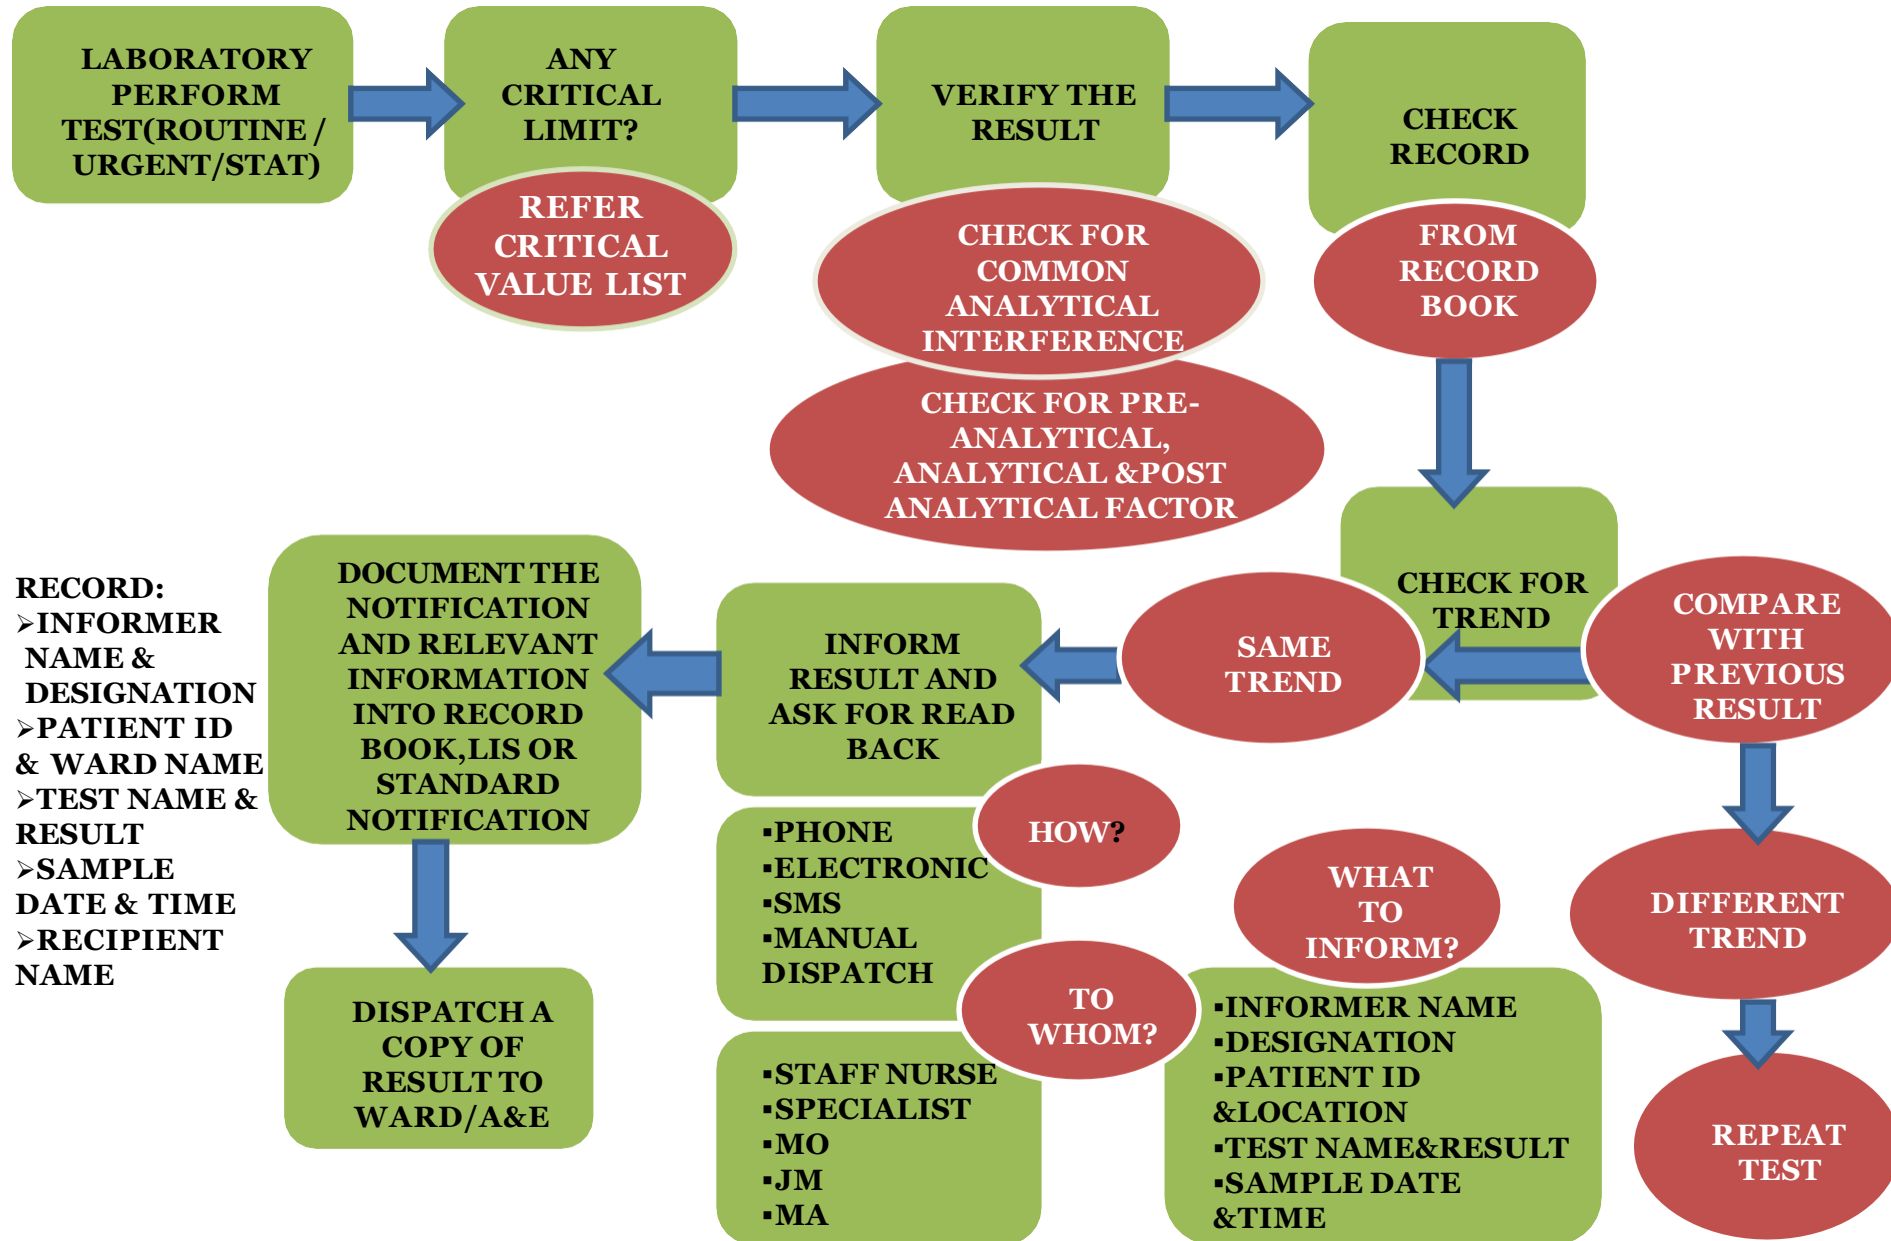 LABORATORY
PERFORM
TEST(ROUTINE /
URGENT/STAT)
ANY
CRITICAL
LIMIT?
REFER
CRITICAL
VALUE LIST
VERIFY THE
RESULT
CHECK FOR
COMMON
ANALYTICAL
INTERFERENCE
CHECK FOR PRE-
ANALYTICAL,
ANALYTICAL &POST
ANALYTICAL FACTOR
CHECK
RECORD
FROM
RECORD
BOOK
CHECK FOR
TREND
COMPARE
WITH
PREVIOUS
RESULT
SAME
TREND
DIFFERENT
TREND
REPEAT
TEST
INFORM
RESULT AND
ASK FOR READ
BACK
HOW?
▪PHONE
▪ELECTRONIC
▪SMS
▪MANUAL
DISPATCH
TO
WHOM?
▪STAFF NURSE
▪SPECIALIST
▪MO
▪JM
▪MA
WHAT
TO
INFORM?
▪INFORMER NAME
▪DESIGNATION
▪PATIENT ID
&LOCATION
▪TEST NAME&RESULT
▪SAMPLE DATE
&TIME
DOCUMENT THE
NOTIFICATION
AND RELEVANT
INFORMATION
INTO RECORD
BOOK,LIS OR
STANDARD
NOTIFICATION
RECORD:
➢INFORMER
NAME &
DESIGNATION
➢PATIENT ID
& WARD NAME
➢TEST NAME &
RESULT
➢SAMPLE
DATE & TIME
➢RECIPIENT
NAME
DISPATCH A
COPY OF
RESULT TO
WARD/A&E